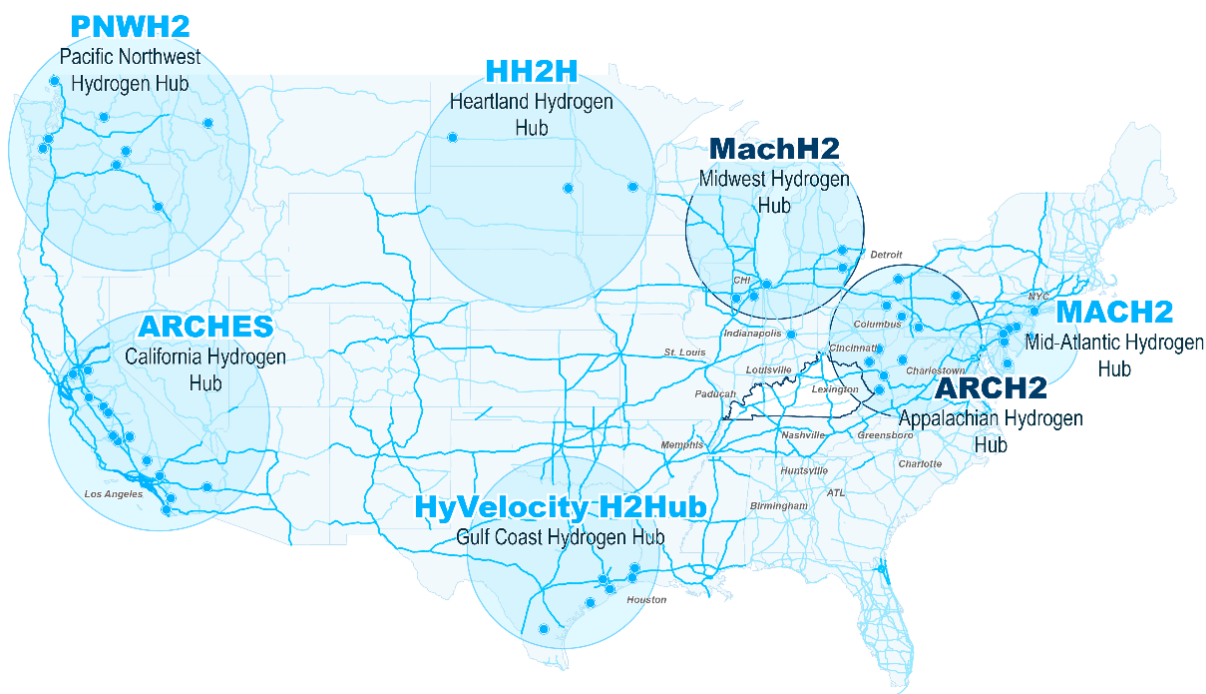 PNWH2
Pacific Northwest
Hydrogen Hub
HH2H
Heartland Hydrogen
Hub
MachH2
Midwest Hydrogen
Hub
Detroit
CHI
NYC
ARCHES
California Hydrogen
Hub
Columbus
MACH2
Mid-Atlantic Hydrogen
Hub
Indianapolis
Cincinnati
St. Louis
Louisville
Charlestown
Lexington
Paducah
ARCH2
Appalachian Hydrogen
Hub
Memphis
Nashville
Greensboro
Charlotte
Huntsville
ATL
Birmingham
Los Angeles
HyVelocity H2Hub
Gulf Coast Hydrogen Hub
Houston